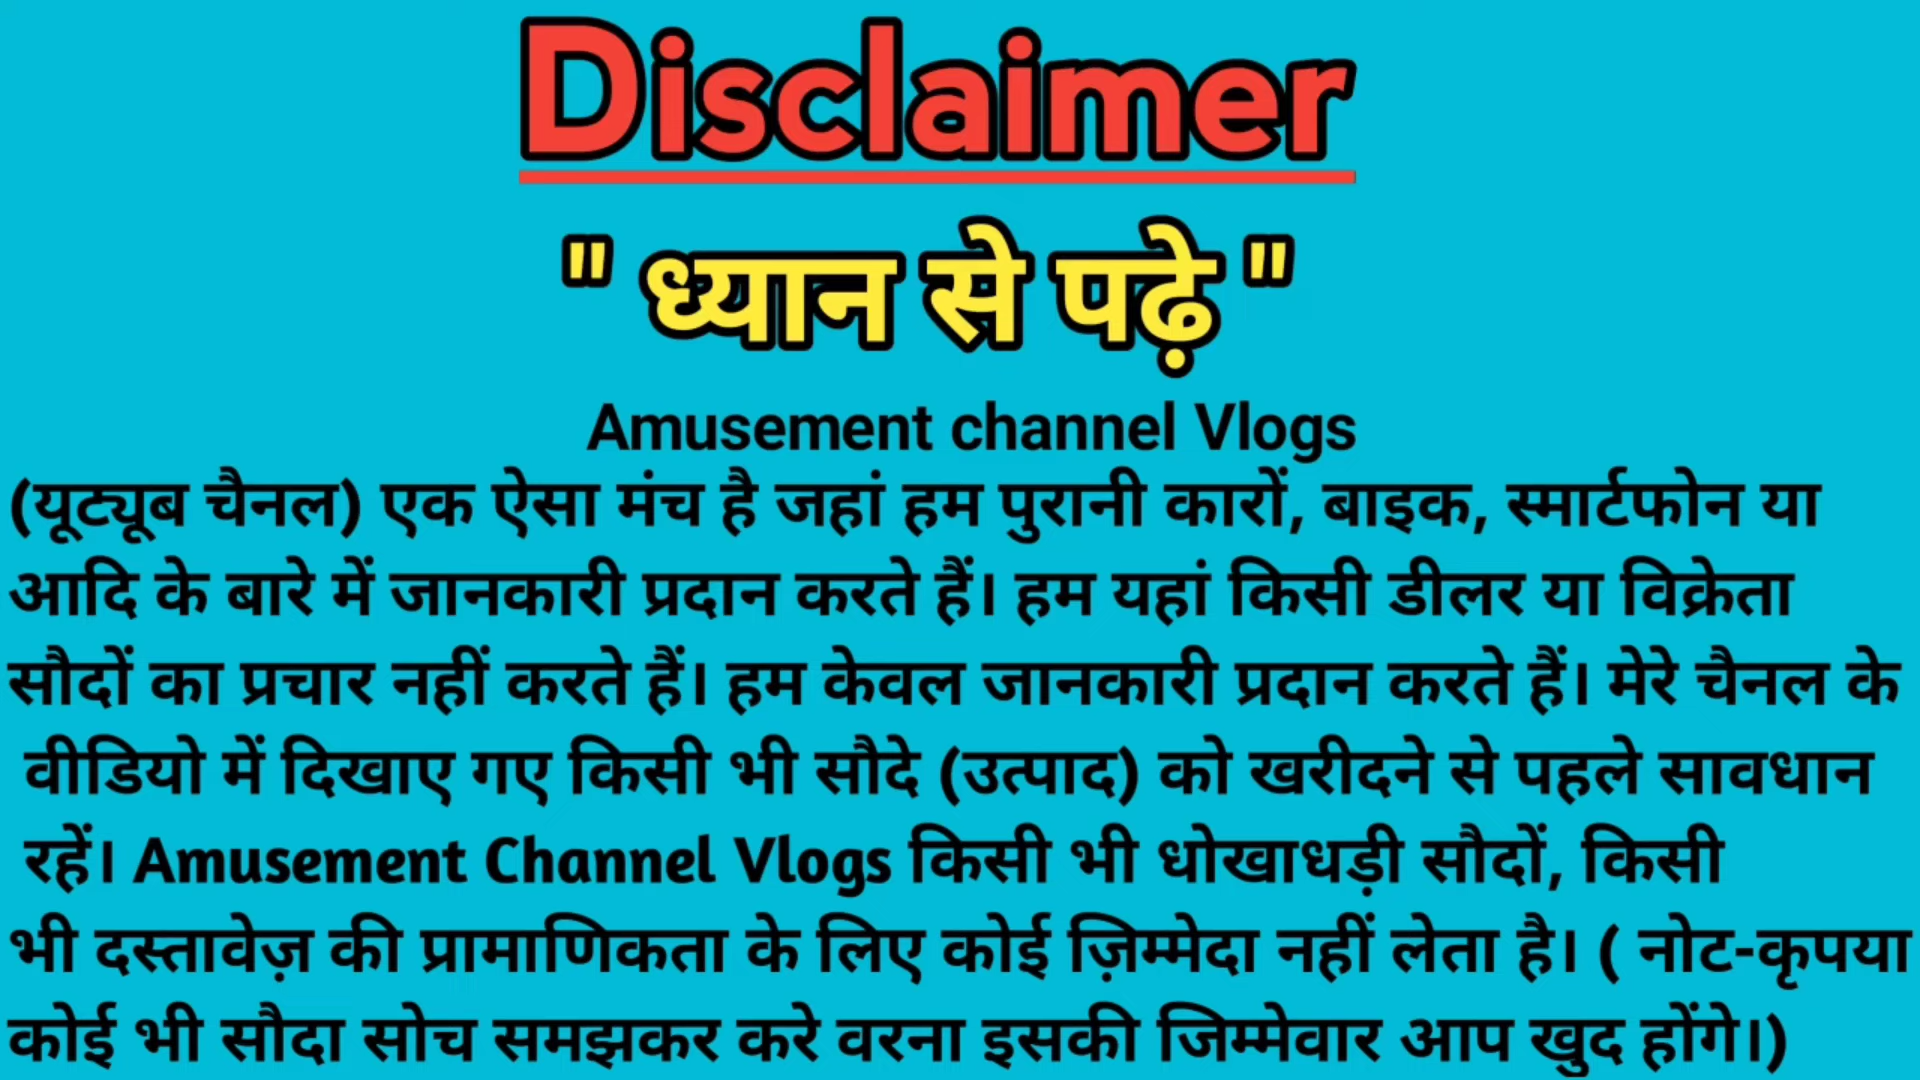 Disclaimer
" ध्यान से पढ़े "
Amusement channel Vlogs
(यूट्यूब चैनल) एक ऐसा मंच है जहां हम पुरानी कारों, बाइक, स्मार्टफोन या
आदि के बारे में जानकारी प्रदान करते हैं। हम यहां किसी डीलर या विक्रेता
सौदों का प्रचार नहीं करते हैं। हम केवल जानकारी प्रदान करते हैं। मेरे चैनल के
वीडियो में दिखाए गए किसी भी सौदे (उत्पाद) को खरीदने से पहले सावधान
रहें। Amusement Channel Vlogs किसी भी धोखाधड़ी सौदों, किसी
भी दस्तावेज़ की प्रामाणिकता के लिए कोई ज़िम्मेदा नहीं लेता है। ( नोट-कृपया
कोई भी सौदा सोच समझकर करे वरना इसकी जिम्मेवार आप खुद होंगे।)